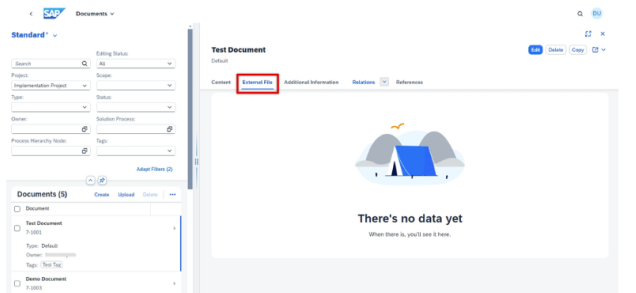 SAP
Documents
DU
Standard*
Editing Status:
Search
All
Project:
Scope:
Implementation Project
Type:
Status:
Owner:
Solution Process:
Process Hierarchy Node:
Tags:
Adapt Filters (2)
Documents (5)
Create
Upload
Delete
Document
Test Document
7-1001
Type: Default
Owner:
Tags: Test Tag
Demo Document
7-1003
Test Document
Edit
Delete
Copy
Default
Content
External File
Additional Information
Relations
References
There's no data yet
When there is, you'll see it here.